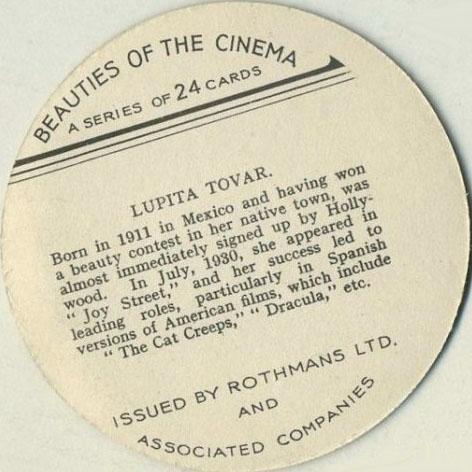 BEAUTIES OF THE CINEMA
A SERIES OF 24 CARDS
LUPITA TOVAR.
Born in 1911 in Mexico and having won
a beauty contest in her native town, was
almost immediately signed up by Holly-
wood. In July, 1930, she appeared in
"Joy Street," and her success led to
leading roles, particularly in Spanish
versions of American films, which include
"The Cat Creeps," "Dracula," etc.
ISSUED BY ROTHMANS LTD.
AND
ASSOCIATED COMPANIES